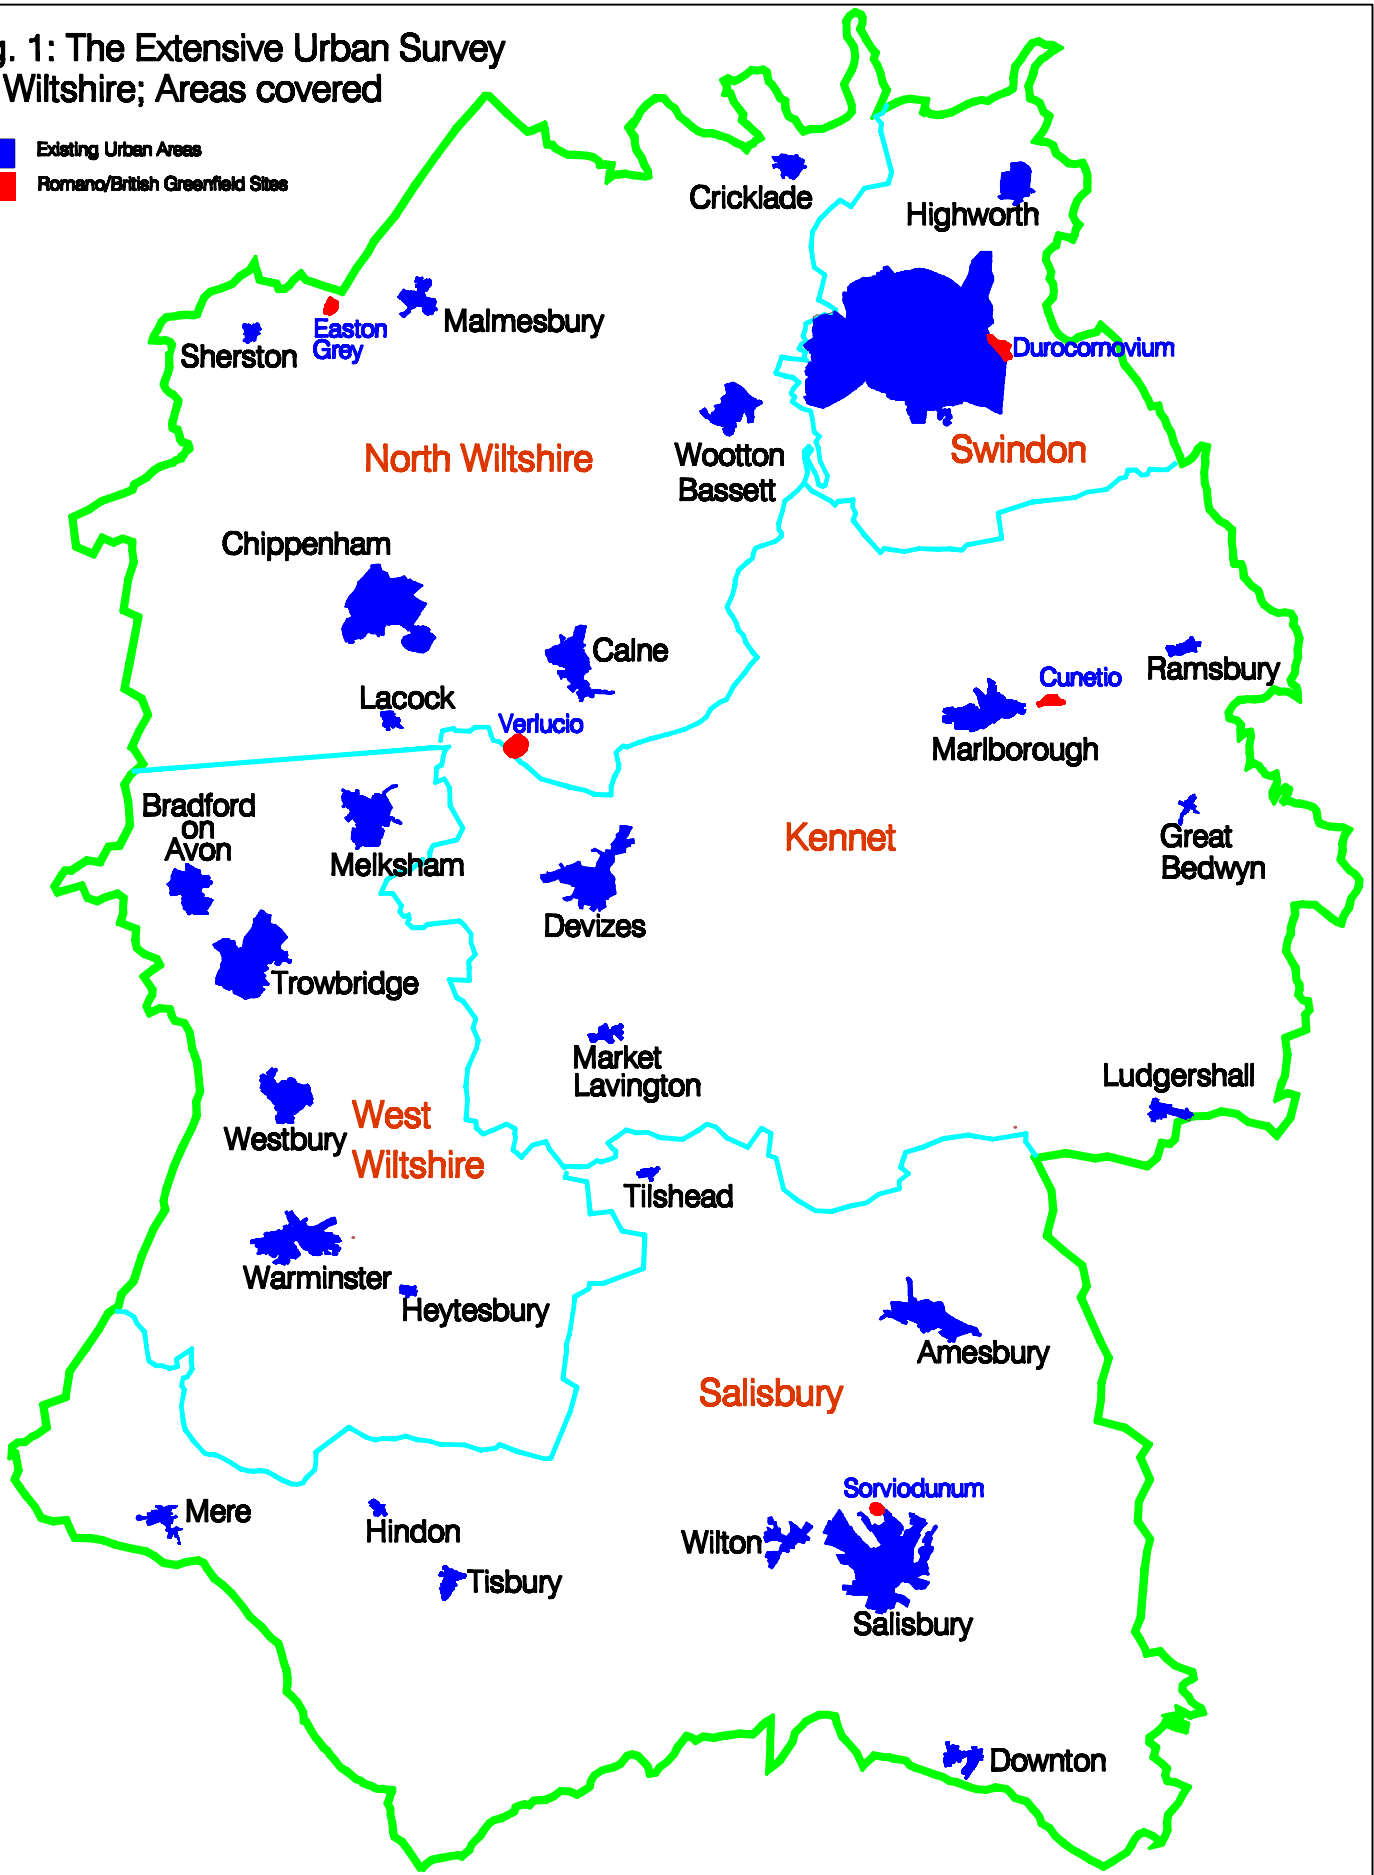 g. 1: The Extensive Urban Survey
Wiltshire; Areas covered
Existing Urban Areas
Romano/British Greenfield Sites
Cricklade
Highworth
Malmesbury
Easton
Grey
Sherston
Durocornovium
North Wiltshire
Wootton
Bassett
Swindon
Chippenham
Calne
Ramsbury
Cunetio
Lacock
Verlucio
Marlborough
Bradford
on
Avon
Melksham
Kennet
Great
Bedwyn
Devizes
Trowbridge
Market
Lavington
Ludgershall
West
Wiltshire
Westbury
Tilshead
Warminster
Heytesbury
Amesbury
Salisbury
Sorviodunum
Mere
Hindon
Wilton
Tisbury
Salisbury
Downton